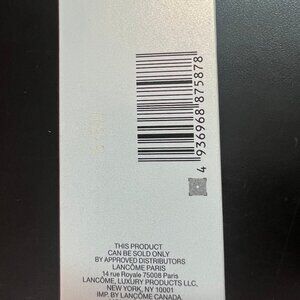 4 936968 875878
THIS PRODUCT
CAN BE SOLD ONLY
BY APPROVED DISTRIBUTORS
LANCÔME PARIS
14 rue Royale 75008 Paris
LANCÔME, LUXURY PRODUCTS LLC,
NEW YORK, NY 10001
IMP. BY LANCÔME CANADA